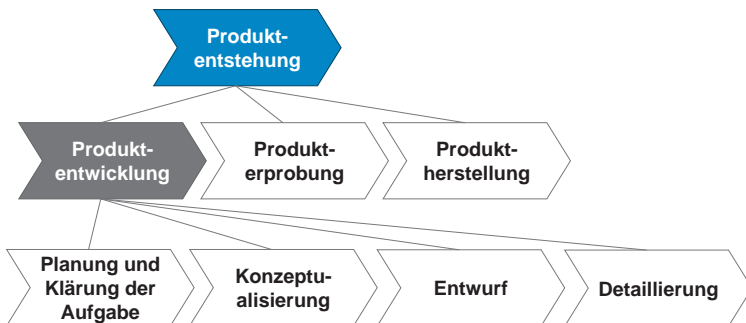 Produkt-
entstehung
Produkt-
entwicklung
Produkt-
erprobung
Produkt-
herstellung
Planung und
Klärung der
Aufgabe
Konzeptu-
alisierung
Entwurf
Detaillierung